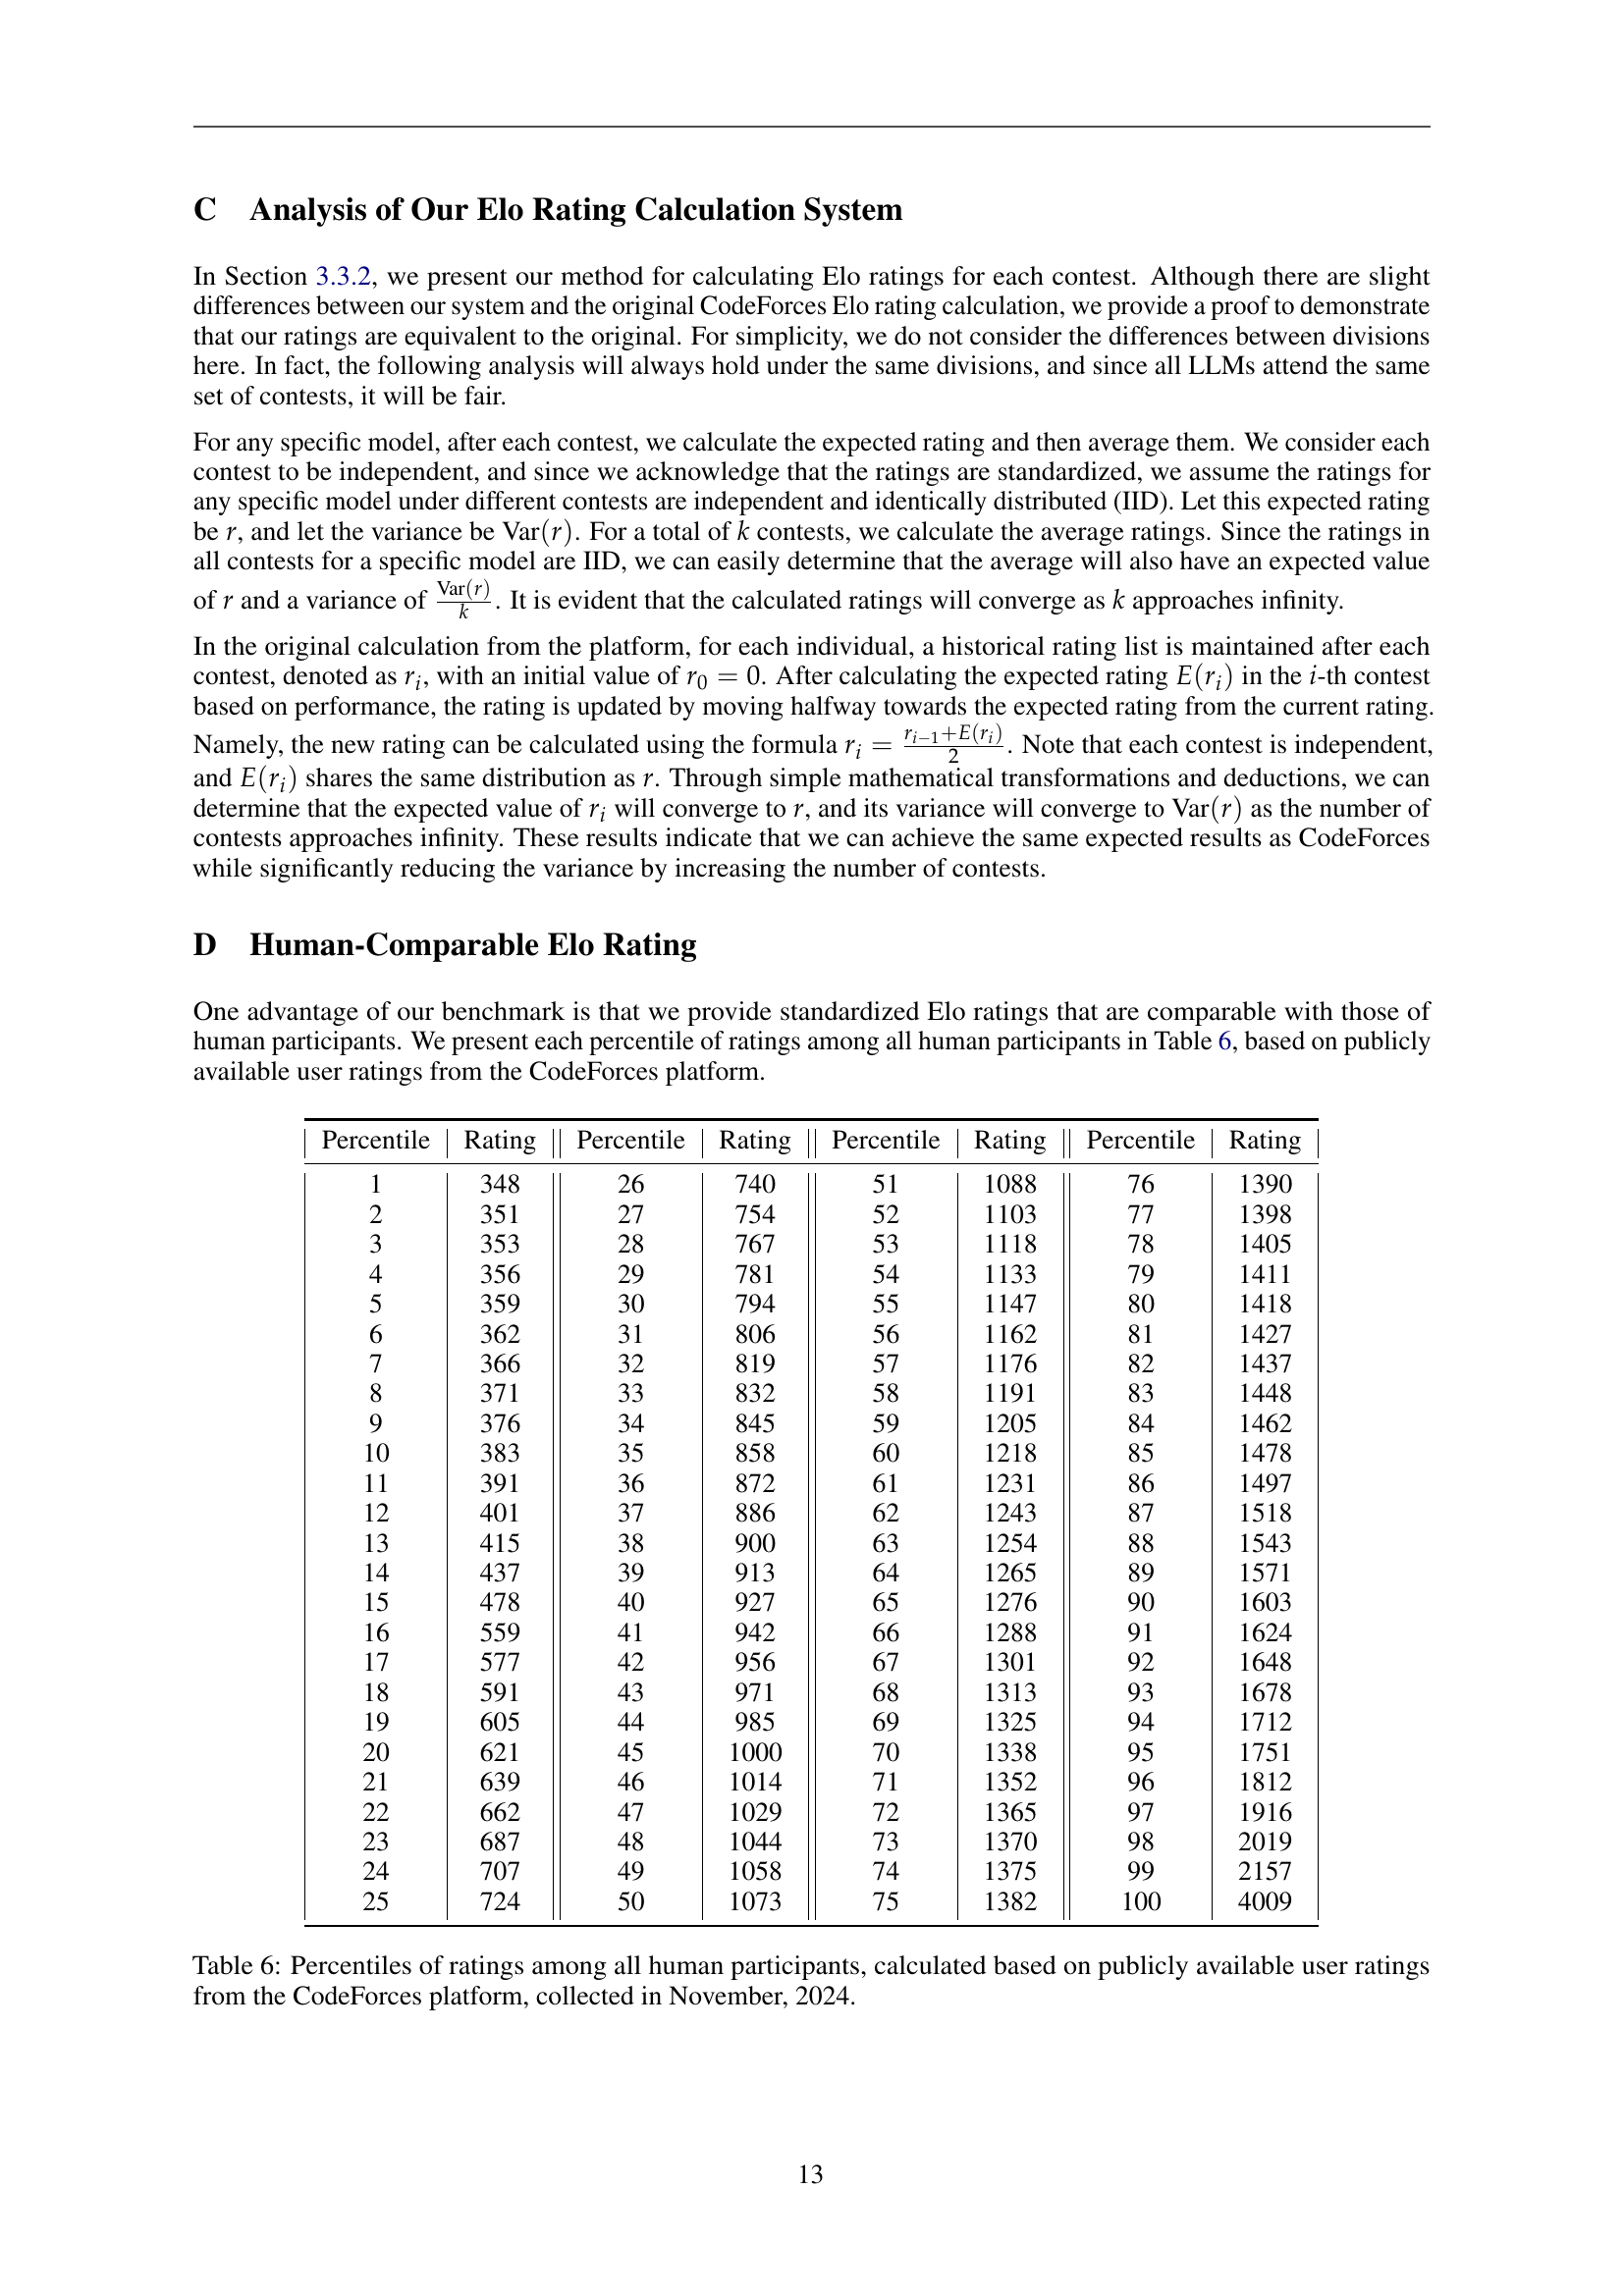 C Analysis of Our Elo Rating Calculation System
In Section 3.3.2, we present our method for calculating Elo ratings for each contest. Although there are slight
differences between our system and the original CodeForces Elo rating calculation, we provide a proof to demonstrate
that our ratings are equivalent to the original. For simplicity, we do not consider the differences between divisions
here. In fact, the following analysis will always hold under the same divisions, and since all LLMs attend the same
set of contests, it will be fair.
For any specific model, after each contest, we calculate the expected rating and then average them. We consider each
contest to be independent, and since we acknowledge that the ratings are standardized, we assume the ratings for
any specific model under different contests are independent and identically distributed (IID). Let this expected rating
be r, and let the variance be Var(r). For a total of k contests, we calculate the average ratings. Since the ratings in
all contests for a specific model are IID, we can easily determine that the average will also have an expected value
of r and a variance of Var(r)/k. It is evident that the calculated ratings will converge as k approaches infinity.
In the original calculation from the platform, for each individual, a historical rating list is maintained after each
contest, denoted as r_i, with an initial value of r_0 = 0. After calculating the expected rating E(r_i) in the i-th contest
based on performance, the rating is updated by moving halfway towards the expected rating from the current rating.
Namely, the new rating can be calculated using the formula r_i = (r_{i−1}+E(r_i))/2. Note that each contest is independent,
and E(r_i) shares the same distribution as r. Through simple mathematical transformations and deductions, we can
determine that the expected value of r_i will converge to r, and its variance will converge to Var(r) as the number of
contests approaches infinity. These results indicate that we can achieve the same expected results as CodeForces
while significantly reducing the variance by increasing the number of contests.
D Human-Comparable Elo Rating
One advantage of our benchmark is that we provide standardized Elo ratings that are comparable with those of
human participants. We present each percentile of ratings among all human participants in Table 6, based on publicly
available user ratings from the CodeForces platform.
Percentile Rating Percentile Rating Percentile Rating Percentile Rating
1 348 26 740 51 1088 76 1390
2 351 27 754 52 1103 77 1398
3 353 28 767 53 1118 78 1405
4 356 29 781 54 1133 79 1411
5 359 30 794 55 1147 80 1418
6 362 31 806 56 1162 81 1427
7 366 32 819 57 1176 82 1437
8 371 33 832 58 1191 83 1448
9 376 34 845 59 1205 84 1462
10 383 35 858 60 1218 85 1478
11 391 36 872 61 1231 86 1497
12 401 37 886 62 1243 87 1518
13 415 38 900 63 1254 88 1543
14 437 39 913 64 1265 89 1571
15 478 40 927 65 1276 90 1603
16 559 41 942 66 1288 91 1624
17 577 42 956 67 1301 92 1648
18 591 43 971 68 1313 93 1678
19 605 44 985 69 1325 94 1712
20 621 45 1000 70 1338 95 1751
21 639 46 1014 71 1352 96 1812
22 662 47 1029 72 1365 97 1916
23 687 48 1044 73 1370 98 2019
24 707 49 1058 74 1375 99 2157
25 724 50 1073 75 1382 100 4009
Table 6: Percentiles of ratings among all human participants, calculated based on publicly available user ratings
from the CodeForces platform, collected in November, 2024.
13